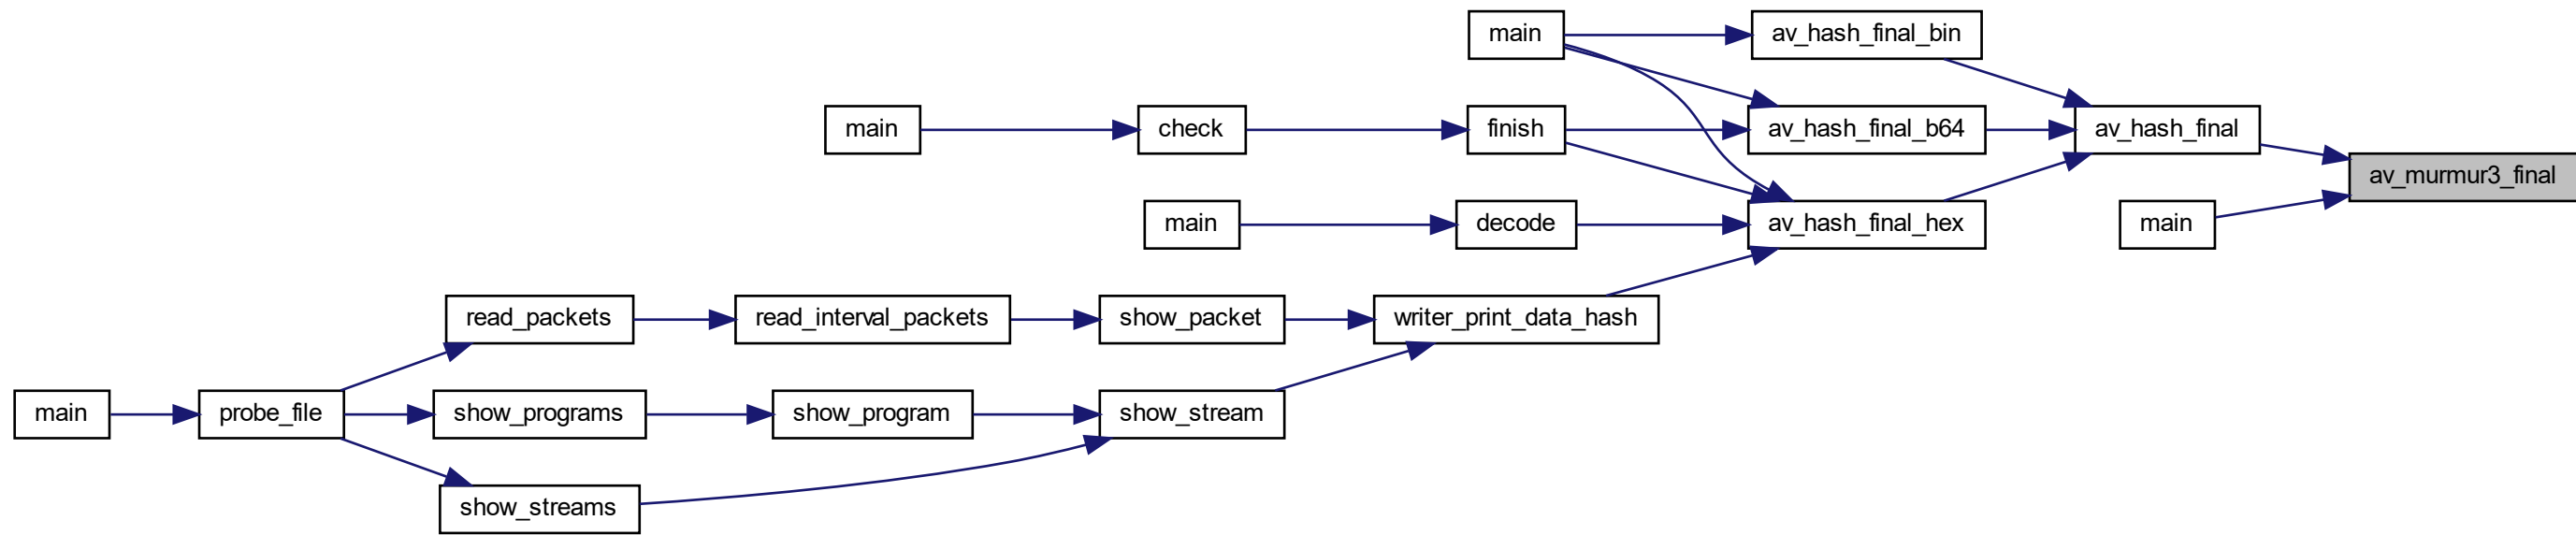 main
av_hash_final_bin
main
check
finish
av_hash_final_b64
av_hash_final
av_murmur3_final
main
decode
av_hash_final_hex
main
read_packets
read_interval_packets
show_packet
writer_print_data_hash
main
probe_file
show_programs
show_program
show_stream
show_streams